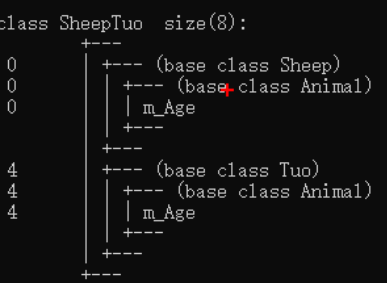 class SheepTuo size(8):
+---
0 | +--- (base class Sheep)
0 | | +--- (base class Animal)
0 | | | m_Age
| | +---
| +---
4 | +--- (base class Tuo)
4 | | +--- (base class Animal)
4 | | | m_Age
| | +---
| +---
+---